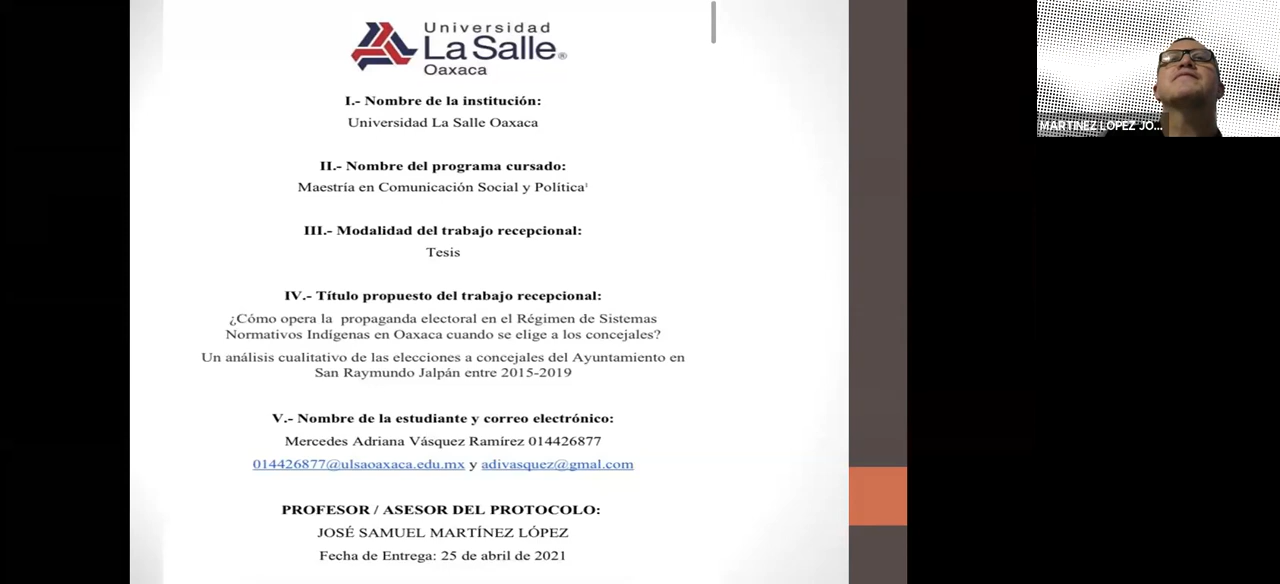 Universidad
La Salle®
Oaxaca
I.- Nombre de la institución:
Universidad La Salle Oaxaca
II.- Nombre del programa cursado:
Maestría en Comunicación Social y Política¹
III.- Modalidad del trabajo recepcional:
Tesis
IV.- Título propuesto del trabajo recepcional:
¿Cómo opera la propaganda electoral en el Régimen de Sistemas
Normativos Indígenas en Oaxaca cuando se elige a los concejales?
Un análisis cualitativo de las elecciones a concejales del Ayuntamiento en
San Raymundo Jalpán entre 2015-2019
V.- Nombre de la estudiante y correo electrónico:
Mercedes Adriana Vásquez Ramírez 014426877
014426877@ulsaoaxaca.edu.mx y adivasquez@gmal.com
PROFESOR / ASESOR DEL PROTOCOLO:
JOSÉ SAMUEL MARTÍNEZ LÓPEZ
Fecha de Entrega: 25 de abril de 2021
MARTINEZ LOPEZ JO...